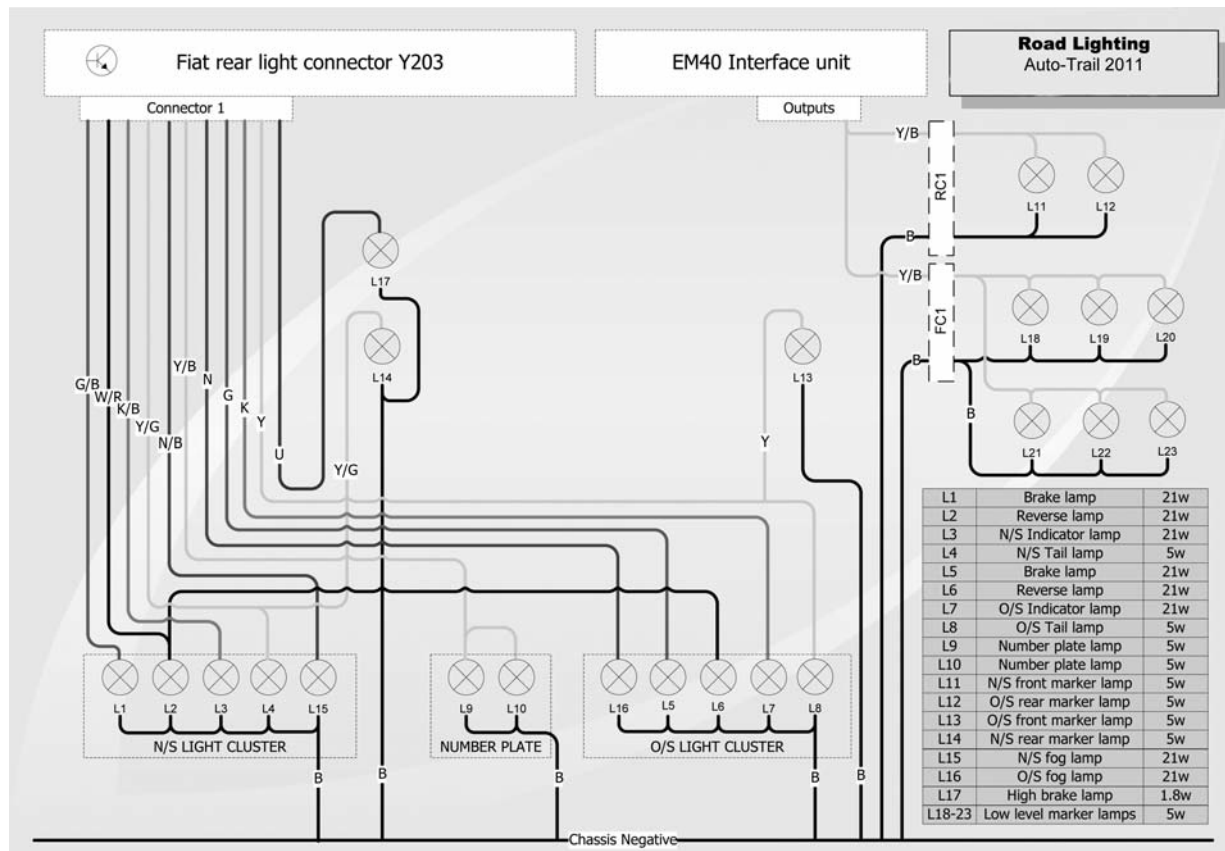 Fiat rear light connector Y203
EM40 Interface unit
Road Lighting
Auto-Trail 2011
Connector 1
Outputs
Y/B
RC1
L11
L12
B
L17
Y/B
FC1
L18
L19
L20
L14
L13
B
Y/B
N
G/B
G
W/R
K
K/B
Y
Y/G
N/B
U
Y/G
Y
B
L21
L22
L23
L1 Brake lamp 21w
L2 Reverse lamp 21w
L3 N/S Indicator lamp 21w
L4 N/S Tail lamp 5w
L5 Brake lamp 21w
L6 Reverse lamp 21w
L7 O/S Indicator lamp 21w
L8 O/S Tail lamp 5w
L9 Number plate lamp 5w
L10 Number plate lamp 5w
L11 N/S front marker lamp 5w
L12 O/S rear marker lamp 5w
L13 O/S front marker lamp 5w
L14 N/S rear marker lamp 5w
L15 N/S fog lamp 21w
L16 O/S fog lamp 21w
L17 High brake lamp 1.8w
L18-23 Low level marker lamps 5w
L1 L2 L3 L4 L15
N/S LIGHT CLUSTER
L9 L10
NUMBER PLATE
L16 L5 L6 L7 L8
O/S LIGHT CLUSTER
B
B
B
B
B
Chassis Negative